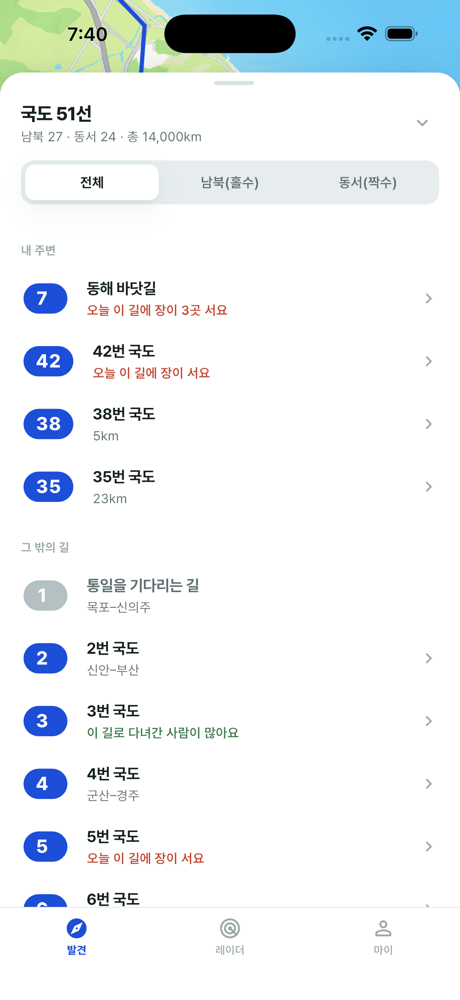 7:40
국도 51선
남북 27 · 동서 24 · 총 14,000km
전체
남북(홀수)
동서(짝수)
내 주변
7
동해 바닷길
오늘 이 길에 장이 3곳 서요
42
42번 국도
오늘 이 길에 장이 서요
38
38번 국도
5km
35
35번 국도
23km
그 밖의 길
1
통일을 기다리는 길
목포–신의주
2
2번 국도
신안–부산
3
3번 국도
이 길로 다녀간 사람이 많아요
4
4번 국도
군산–경주
5
5번 국도
오늘 이 길에 장이 서요
6
6번 국도
발견
레이더
마이